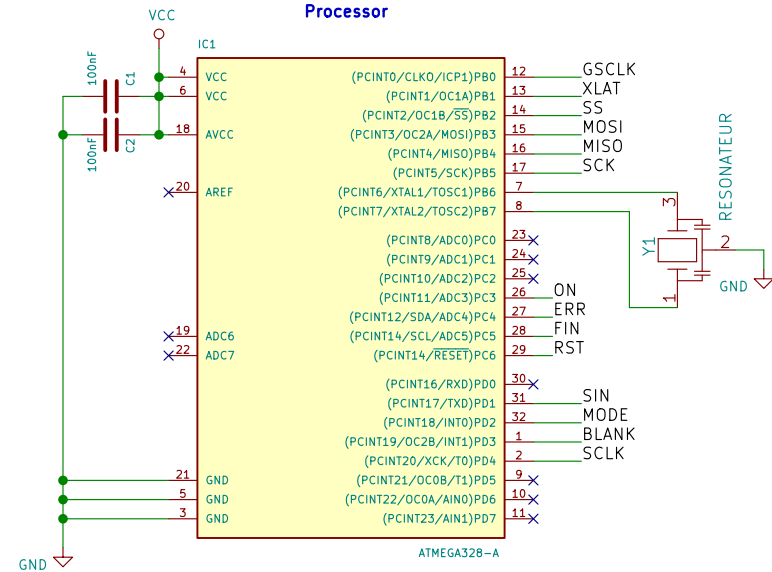 Processor
VCC
IC1
100nF
C1
100nF
C2
4 VCC
6 VCC
18 AVCC
20 AREF
19 ADC6
22 ADC7
21 GND
5 GND
3 GND
GND
(PCINT0/CLKO/ICP1)PB0 12 GSCLK
(PCINT1/OC1A)PB1 13 XLAT
(PCINT2/OC1B/SS)PB2 14 SS
(PCINT3/OC2A/MOSI)PB3 15 MOSI
(PCINT4/MISO)PB4 16 MISO
(PCINT5/SCK)PB5 17 SCK
(PCINT6/XTAL1/TOSC1)PB6 7
(PCINT7/XTAL2/TOSC2)PB7 8
(PCINT8/ADC0)PC0 23
(PCINT9/ADC1)PC1 24
(PCINT10/ADC2)PC2 25
(PCINT11/ADC3)PC3 26 ON
(PCINT12/SDA/ADC4)PC4 27 ERR
(PCINT14/SCL/ADC5)PC5 28 FIN
(PCINT14/RESET)PC6 29 RST
(PCINT16/RXD)PD0 30
(PCINT17/TXD)PD1 31 SIN
(PCINT18/INT0)PD2 32 MODE
(PCINT19/OC2B/INT1)PD3 1 BLANK
(PCINT20/XCK/T0)PD4 2 SCLK
(PCINT21/OC0B/T1)PD5 9
(PCINT22/OC0A/AIN0)PD6 10
(PCINT23/AIN1)PD7 11
ATMEGA328-A
RESONATEUR
Y1
3
2
1
GND